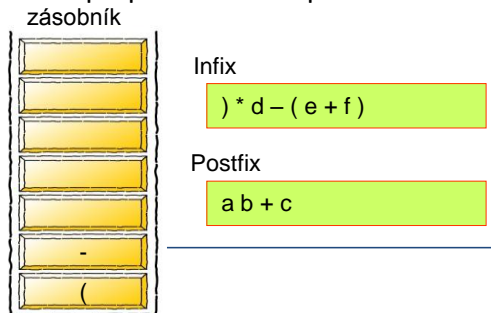 zásobník
Infix
) * d – ( e + f )
Postfix
a b + c
-
(